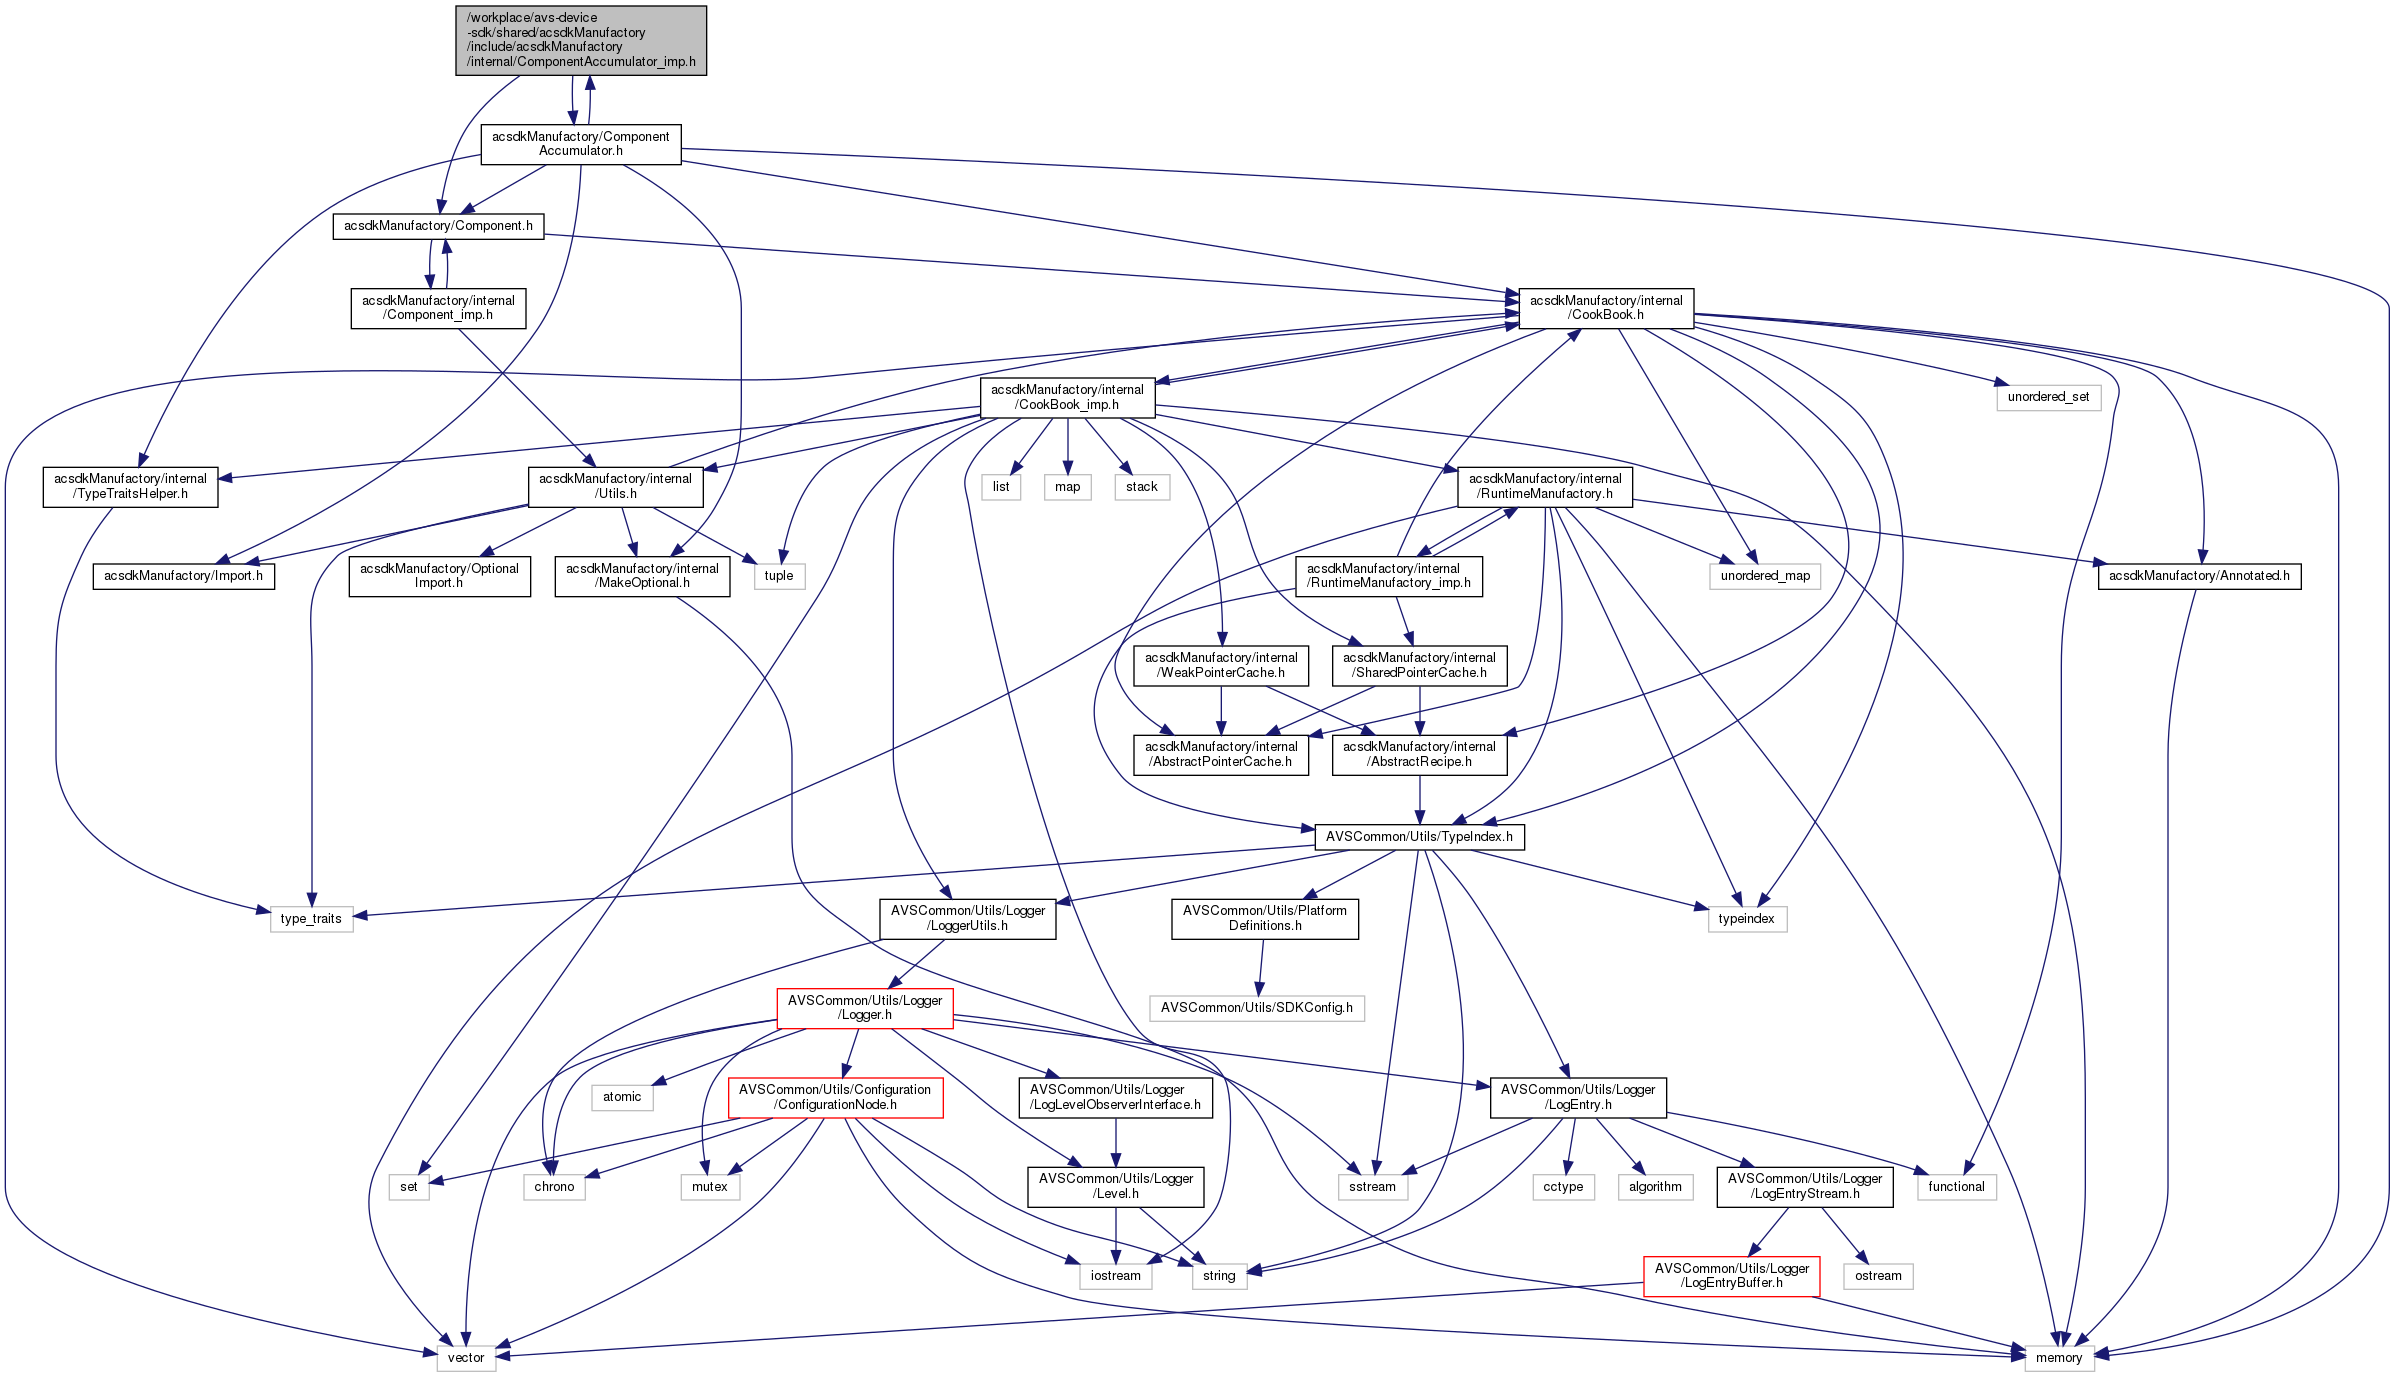 /workplace/avs-device
-sdk/shared/acsdkManufactory
/include/acsdkManufactory
/internal/ComponentAccumulator_imp.h
acsdkManufactory/Component
Accumulator.h
acsdkManufactory/Component.h
acsdkManufactory/internal
/Component_imp.h
acsdkManufactory/internal
/CookBook.h
acsdkManufactory/internal
/CookBook_imp.h
unordered_set
acsdkManufactory/internal
/TypeTraitsHelper.h
acsdkManufactory/internal
/Utils.h
list
map
stack
acsdkManufactory/internal
/RuntimeManufactory.h
acsdkManufactory/Import.h
acsdkManufactory/Optional
Import.h
acsdkManufactory/internal
/MakeOptional.h
tuple
acsdkManufactory/internal
/RuntimeManufactory_imp.h
unordered_map
acsdkManufactory/Annotated.h
acsdkManufactory/internal
/WeakPointerCache.h
acsdkManufactory/internal
/SharedPointerCache.h
acsdkManufactory/internal
/AbstractPointerCache.h
acsdkManufactory/internal
/AbstractRecipe.h
AVSCommon/Utils/TypeIndex.h
type_traits
AVSCommon/Utils/Logger
/LoggerUtils.h
AVSCommon/Utils/Platform
Definitions.h
typeindex
AVSCommon/Utils/Logger
/Logger.h
AVSCommon/Utils/SDKConfig.h
atomic
AVSCommon/Utils/Configuration
/ConfigurationNode.h
AVSCommon/Utils/Logger
/LogLevelObserverInterface.h
AVSCommon/Utils/Logger
/LogEntry.h
set
chrono
mutex
AVSCommon/Utils/Logger
/Level.h
sstream
cctype
algorithm
AVSCommon/Utils/Logger
/LogEntryStream.h
functional
iostream
string
AVSCommon/Utils/Logger
/LogEntryBuffer.h
ostream
vector
memory